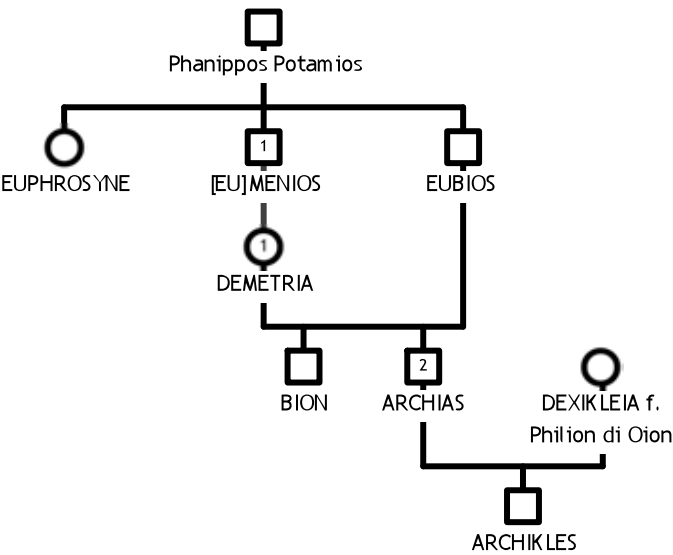 Phanippos Potamios
1
EUPHROSYNE
[EU]MENIOS
EUBIOS
1
DEMETRIA
2
BION
ARCHIAS
DEXIKLEIA f.
Philion di Oion
ARCHIKLES